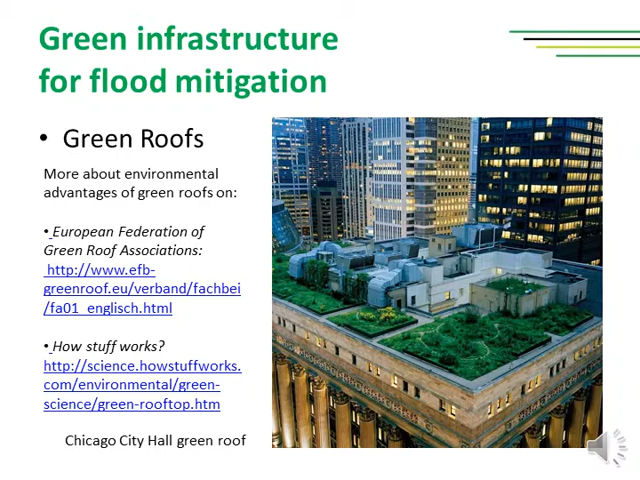 Green infrastructure
for flood mitigation
• Green Roofs
More about environmental
advantages of green roofs on:
• European Federation of
Green Roof Associations:
http://www.efb-
greenroof.eu/verband/fachbei
/fa01_englisch.html
• How stuff works?
http://science.howstuffworks.
com/environmental/green-
science/green-rooftop.htm
Chicago City Hall green roof